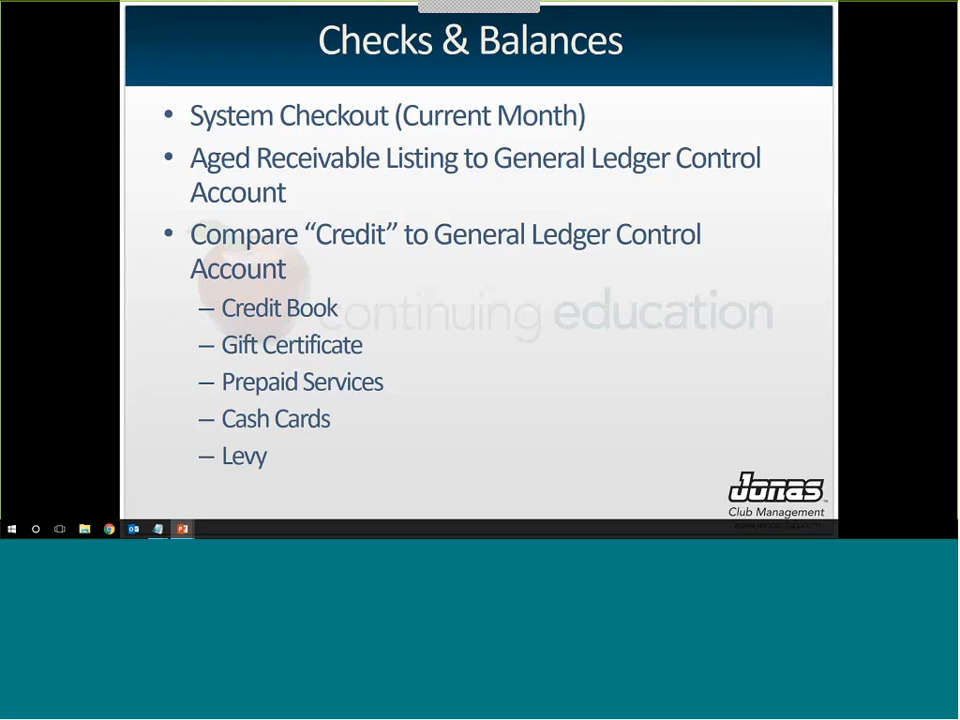 Checks & Balances
• System Checkout (Current Month)
• Aged Receivable Listing to General Ledger Control
Account
• Compare “Credit” to General Ledger Control
Account
– Credit Book
continuing education
– Gift Certificate
– Prepaid Services
– Cash Cards
– Levy
Jonas
Club Management